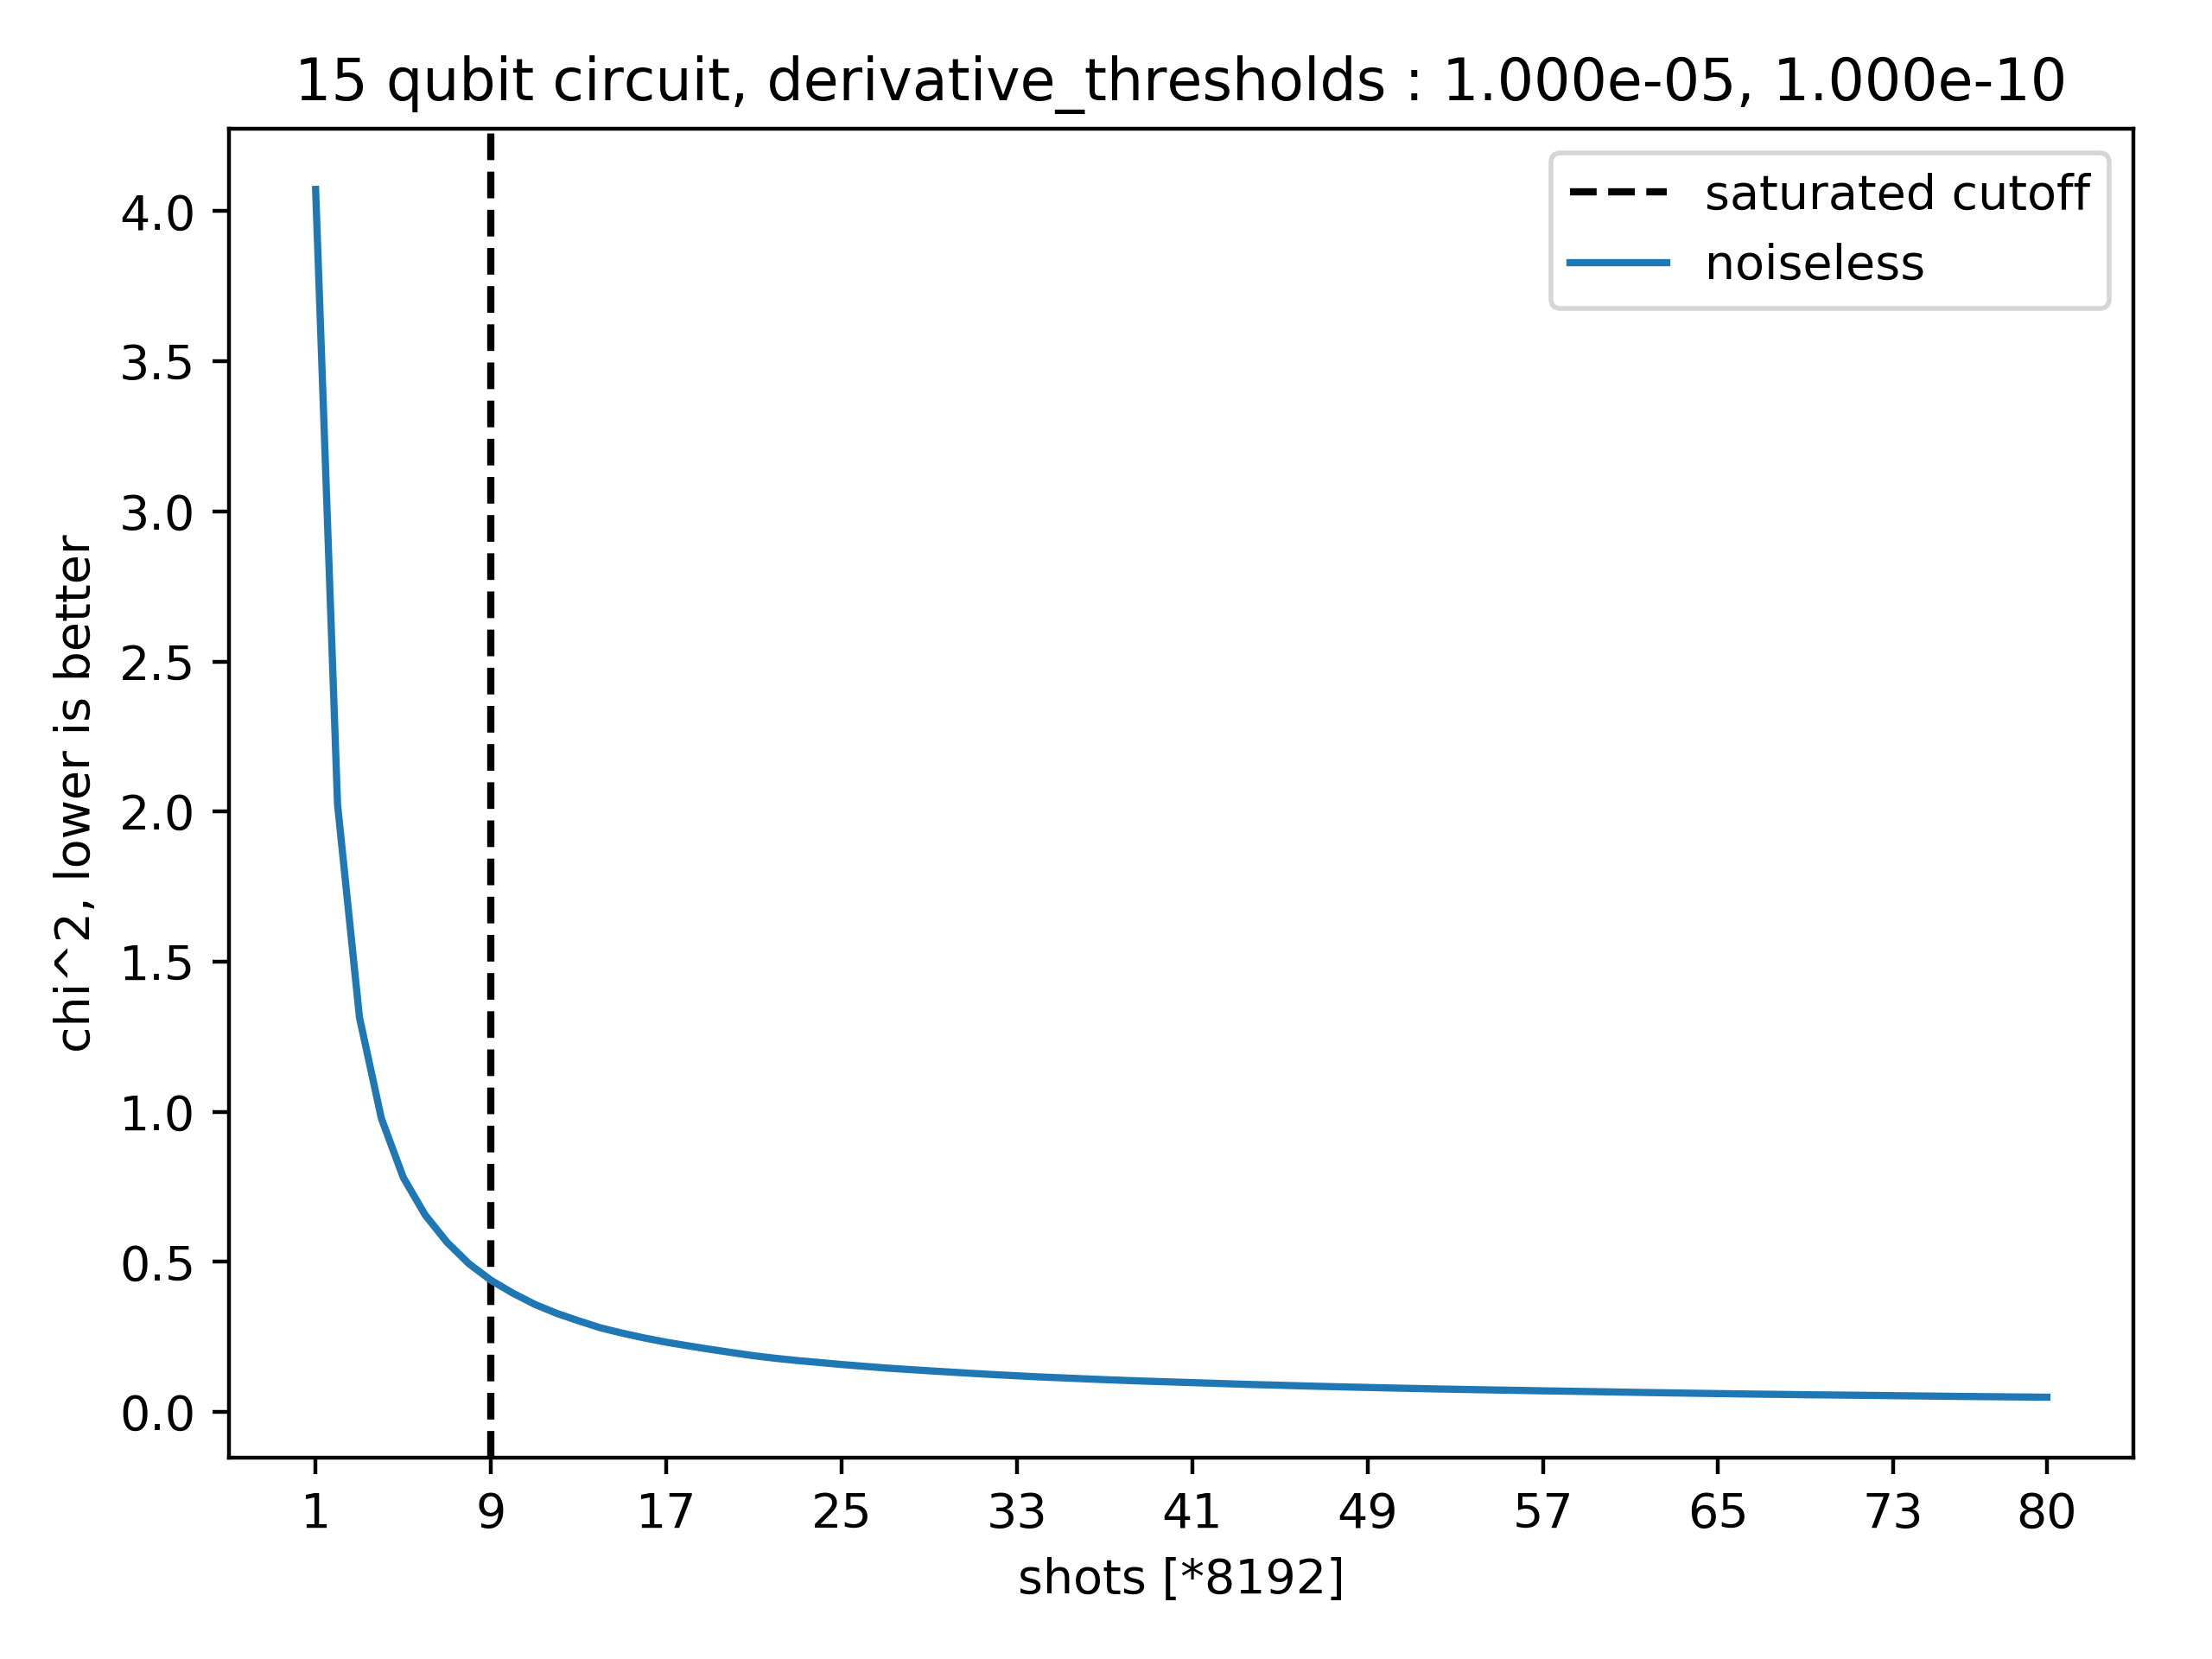 15 qubit circuit, derivative_thresholds : 1.000e-05, 1.000e-10
saturated cutoff
noiseless
chi^2, lower is better
4.0
3.5
3.0
2.5
2.0
1.5
1.0
0.5
0.0
1 9 17 25 33 41 49 57 65 73 80
shots [*8192]